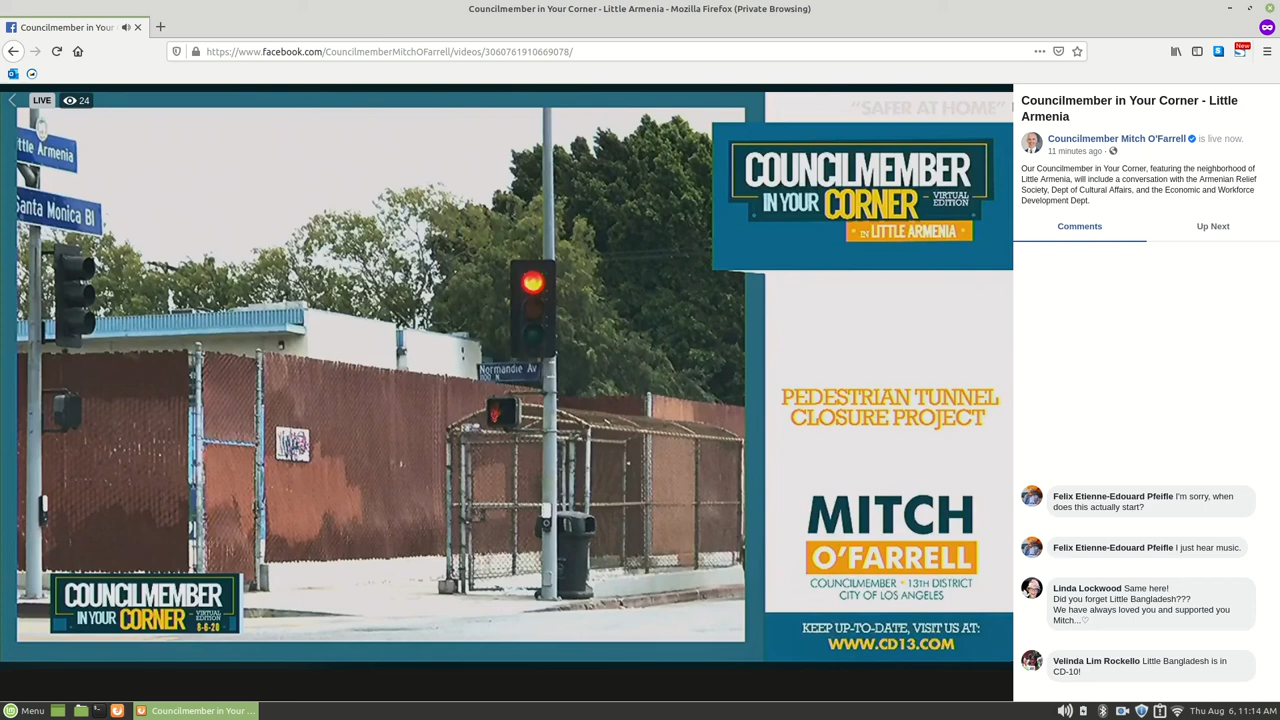 Councilmember in Your Corner - Little Armenia - Mozilla Firefox (Private Browsing)
Councilmember in Your
https://www.facebook.com/CouncilmemberMitchOFarrell/videos/3060761910669078/
New
LIVE
24
ttle Armenia
Santa Monica Bl
Normandie Av
COUNCILMEMBER
IN YOUR CORNER
VIRTUAL
EDITION
8-6-20
"SAFER AT HOME"
COUNCILMEMBER
IN YOUR CORNER
VIRTUAL
EDITION
IN LITTLE ARMENIA
PEDESTRIAN TUNNEL
CLOSURE PROJECT
MITCH
O'FARRELL
COUNCILMEMBER • 13TH DISTRICT
CITY OF LOS ANGELES
KEEP UP-TO-DATE, VISIT US AT:
WWW.CD13.COM
Councilmember in Your Corner - Little
Armenia
Councilmember Mitch O'Farrell is live now.
11 minutes ago ·
Our Councilmember in Your Corner, featuring the neighborhood of
Little Armenia, will include a conversation with the Armenian Relief
Society, Dept of Cultural Affairs, and the Economic and Workforce
Development Dept.
Comments
Up Next
Felix Etienne-Edouard Pfeifle I'm sorry, when
does this actually start?
Felix Etienne-Edouard Pfeifle I just hear music.
Linda Lockwood Same here!
Did you forget Little Bangladesh???
We have always loved you and supported you
Mitch...♡
Velinda Lim Rockello Little Bangladesh is in
CD-10!
Menu
Councilmember in Your ...
Thu Aug 6, 11:14 AM